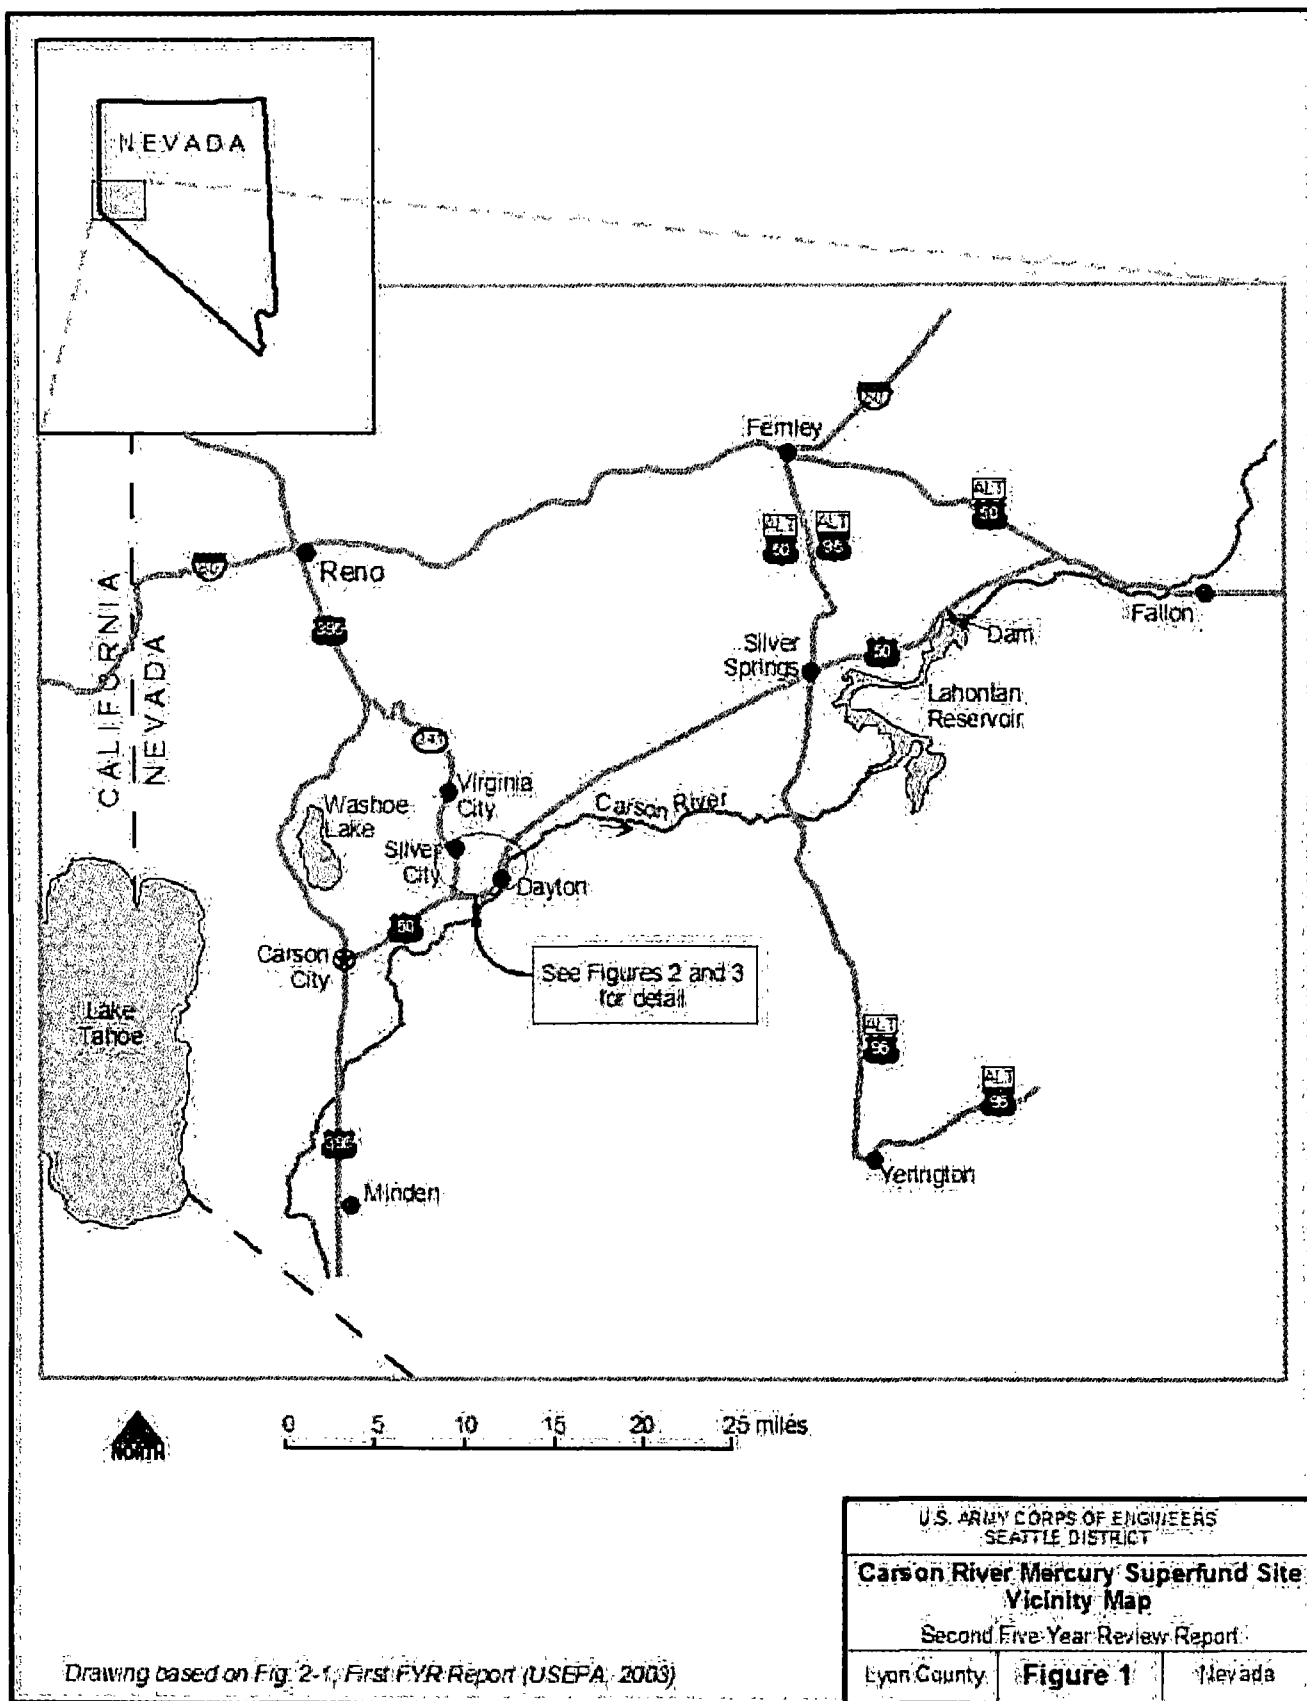 NEVADA
Fernley
80
ALT
50
ALT
50
ALT
95
80
Reno
Fallon
395
Dam
Silver
Springs
50
Lahontan
Reservoir
CALIFORNIA
NEVADA
341
Virginia
City
Washoe
Lake
Carson River
Silver
City
Dayton
50
Carson
City
See Figures 2 and 3
for detail
Lake
Tahoe
ALT
95
ALT
95
395
Minden
Yerington
NORTH
0 5 10 15 20 25 miles
U.S. ARMY CORPS OF ENGINEERS
SEATTLE DISTRICT
Carson River Mercury Superfund Site
Vicinity Map
Second Five-Year Review Report
Drawing based on Fig. 2-1, First FYR Report (USEPA, 2003)
Lyon County
Figure 1
Nevada